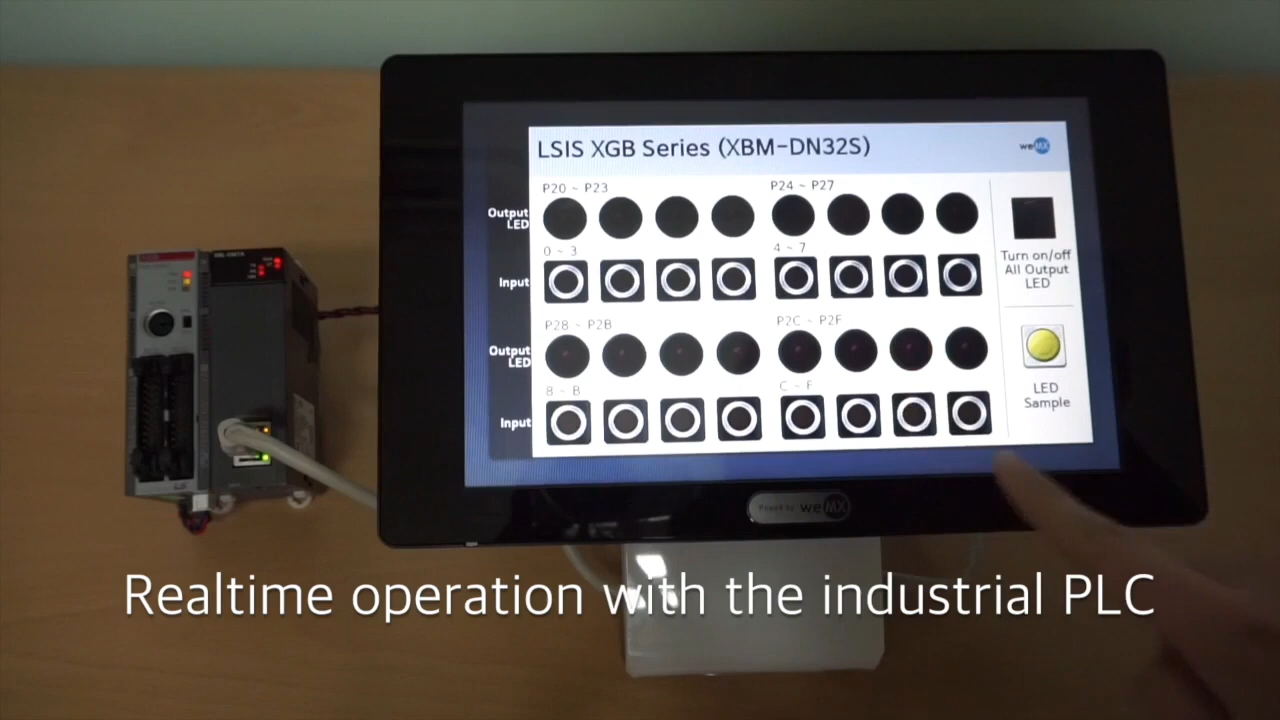 LSIS XGB Series (XBM-DN32S)
weMX
P20 ~ P23
P24 ~ P27
Output LED
0 ~ 3
4 ~ 7
Input
Turn on/off
All Output
LED
P28 ~ P2B
P2C ~ P2F
Output LED
8 ~ B
C ~ F
Input
LED
Sample
Powered by weMX
Realtime operation with the industrial PLC